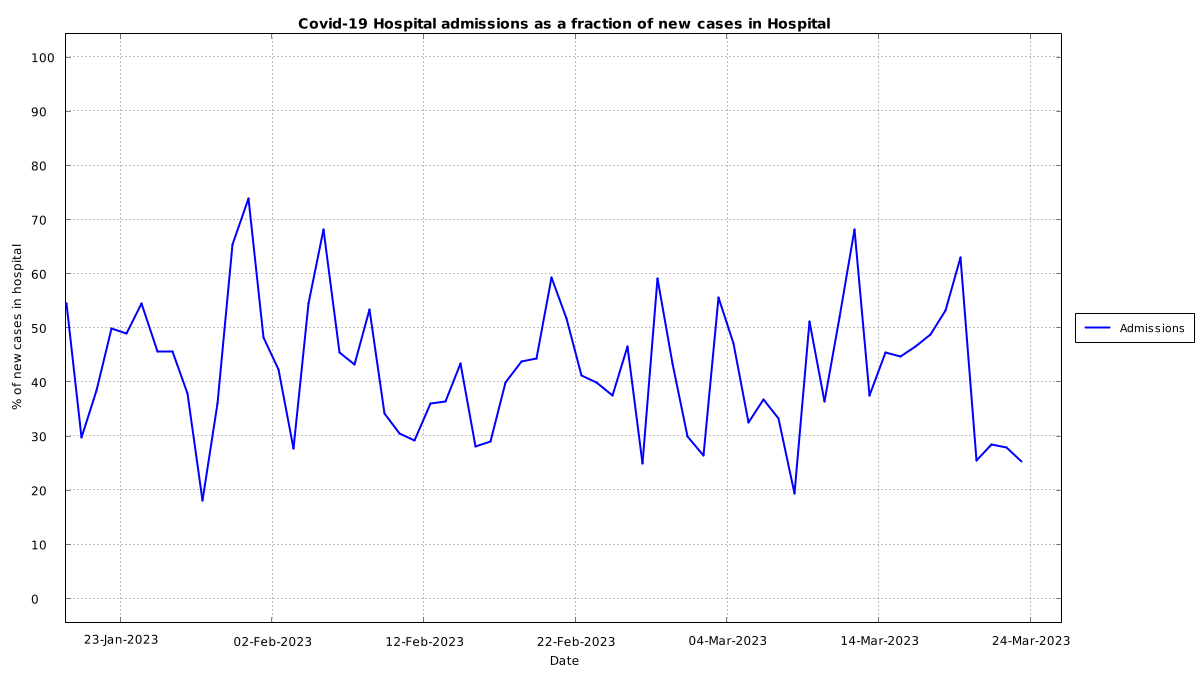 Covid-19 Hospital admissions as a fraction of new cases in Hospital
100
90
80
70
60
50
40
30
20
10
0
% of new cases in hospital
23-Jan-2023
02-Feb-2023
12-Feb-2023
22-Feb-2023
04-Mar-2023
14-Mar-2023
24-Mar-2023
Date
Admissions